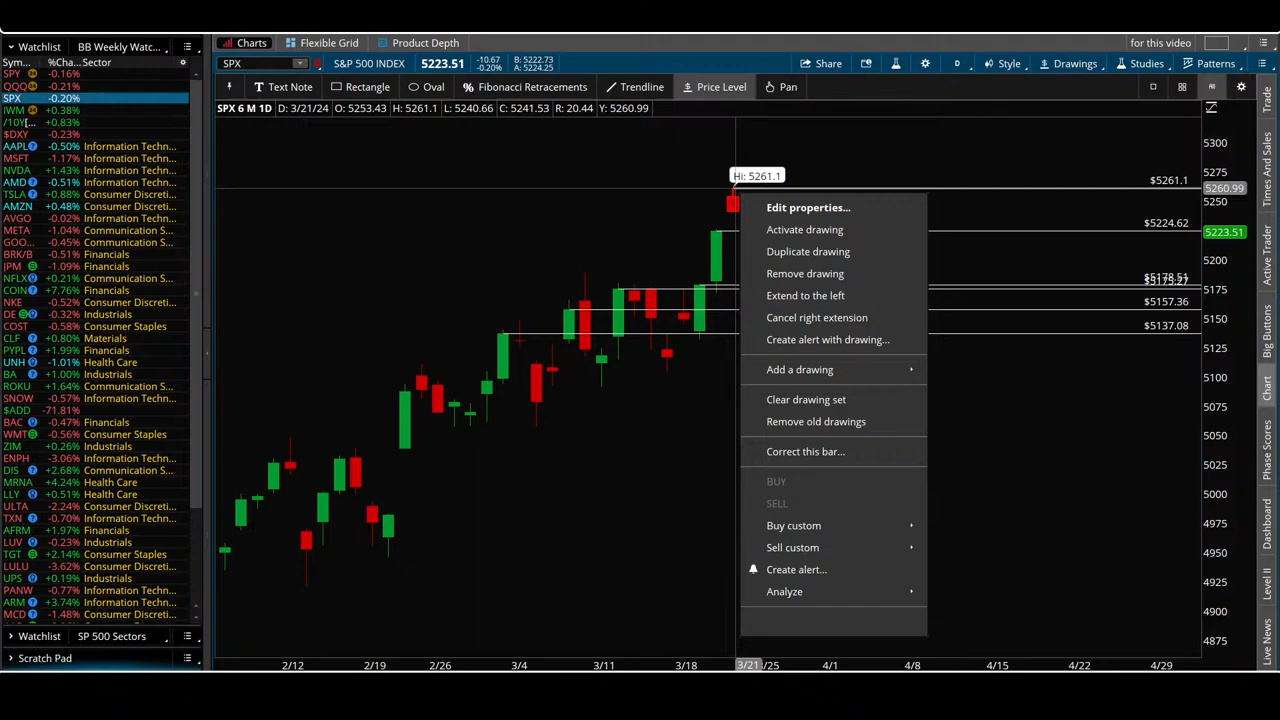 Watchlist BB Weekly Watc...
Sym... %Cha... Sector
SPY -0.16%
QQQ -0.21%
SPX -0.20%
IWM +0.38%
/10Y[... +0.83%
$DXY -0.23%
AAPL -0.50% Information Techn...
MSFT -1.17% Information Techn...
NVDA +1.43% Information Techn...
AMD -0.51% Information Techn...
TSLA +0.88% Consumer Discreti...
AMZN +0.48% Consumer Discreti...
AVGO -0.02% Information Techn...
META -0.06% Communication S...
GOO... -0.45% Communication S...
BRK/B -0.51% Financials
JPM -1.09% Financials
NFLX +0.21% Communication S...
COIN +7.76% Financials
NKE -0.52% Consumer Discreti...
DE -0.32% Industrials
COST -0.58% Consumer Staples
CLF +0.80% Materials
PYPL +1.99% Financials
UNH -1.01% Health Care
BA +1.00% Industrials
ROKU +1.64% Communication S...
SNOW -0.57% Information Techn...
$ADD -71.81%
BAC -0.47% Financials
WMT -0.56% Consumer Staples
ZIM +0.26% Industrials
ENPH -3.06% Information Techn...
DIS +2.68% Communication S...
MRNA +4.24% Health Care
LLY +0.51% Health Care
ULTA -2.24% Consumer Discreti...
TXN -0.70% Information Techn...
AFRM +1.97% Financials
LUV -0.23% Industrials
TGT +2.14% Consumer Staples
LULU -3.62% Consumer Discreti...
UPS +0.19% Industrials
PANW -0.77% Information Techn...
ARM +3.74% Information Techn...
MCD -1.48% Consumer Discreti...
Watchlist SP 500 Sectors
Scratch Pad
Charts Flexible Grid Product Depth for this video
SPX S&P 500 INDEX 5223.51 -10.67 -0.20% B: 5222.73 A: 5224.25 Share D Style Drawings Studies Patterns
Text Note Rectangle Oval Fibonacci Retracements Trendline Price Level Pan
SPX 6 M 1D D: 3/21/24 O: 5253.43 H: 5261.1 L: 5240.66 C: 5241.53 R: 20.44 Y: 5260.99
Hi: 5261.1
Edit properties...
Activate drawing
Duplicate drawing
Remove drawing
Extend to the left
Cancel right extension
Create alert with drawing...
Add a drawing
Clear drawing set
Remove old drawings
Correct this bar...
BUY
SELL
Buy custom
Sell custom
Create alert...
Analyze
$5261.1
$5224.62
$5178.51
$5175.27
$5157.36
$5137.08
5300
5275
5260.99
5250
5223.51
5200
5175
5150
5125
5100
5075
5050
5025
5000
4975
4950
4925
4900
4875
2/12 2/19 2/26 3/4 3/11 3/18 3/21 3/25 4/1 4/8 4/15 4/22 4/29
Trade
Times And Sales
Active Trader
Big Buttons
Chart
Phase Scores
Dashboard
Level II
Live News